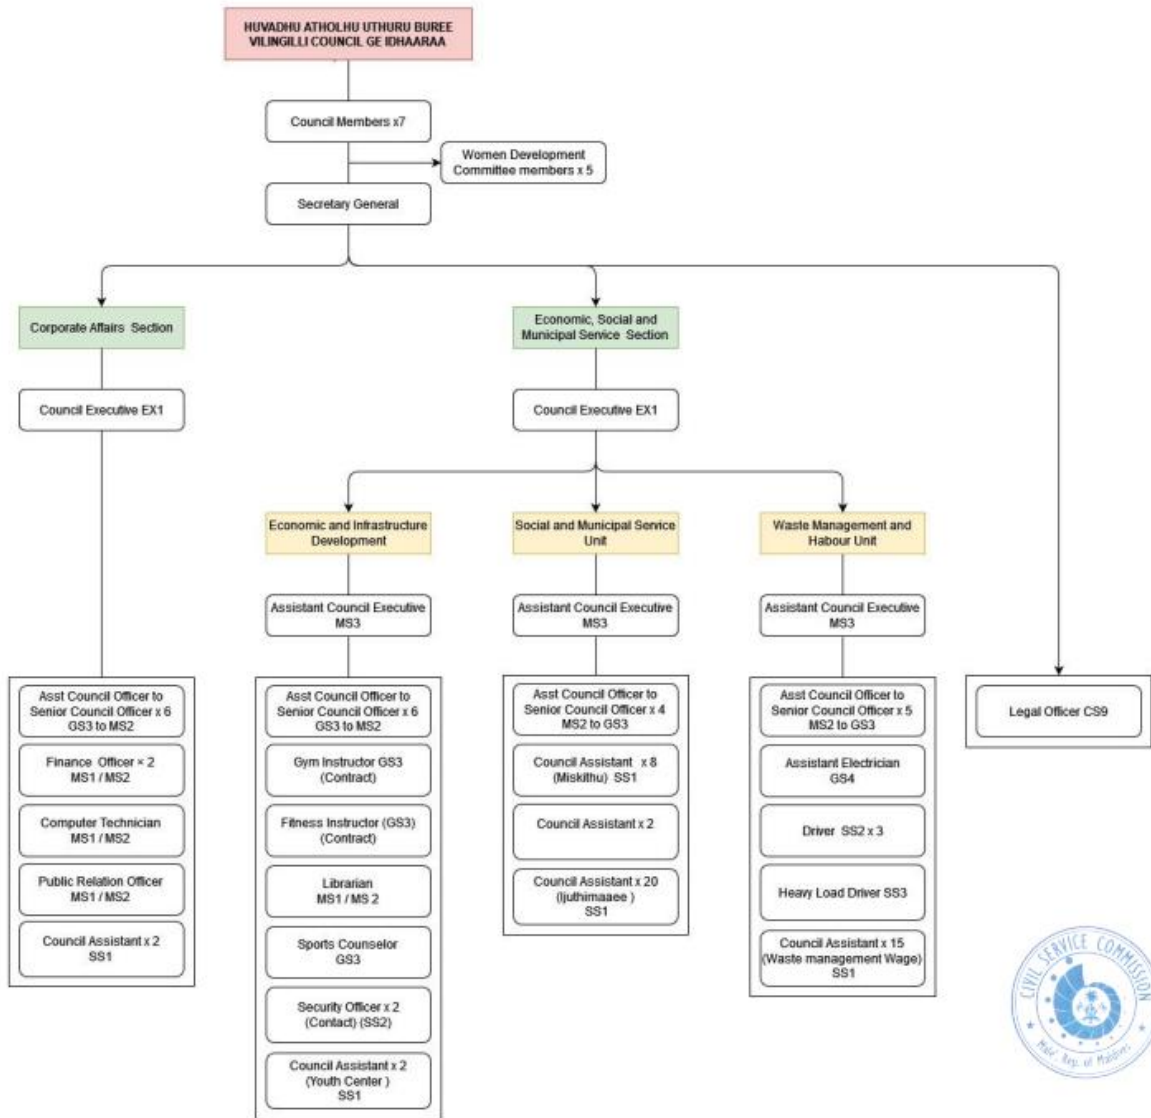 HUVADHU ATHOLHU UTHURU BUREE
VILINGILLI COUNCIL GE IDHAARAA
Council Members x7
Women Development
Committee members x 5
Secretary General
Corporate Affairs Section
Economic, Social and
Municipal Service Section
Council Executive EX1
Council Executive EX1
Economic and Infrastructure
Development
Social and Municipal Service
Unit
Waste Management and
Habour Unit
Assistant Council Executive
MS3
Assistant Council Executive
MS3
Assistant Council Executive
MS3
Asst Council Officer to
Senior Council Officer x 6
GS3 to MS2
Finance Officer × 2
MS1 / MS2
Computer Technician
MS1 / MS2
Public Relation Officer
MS1 / MS2
Council Assistant x 2
SS1
Asst Council Officer to
Senior Council Officer x 6
GS3 to MS2
Gym Instructor GS3
(Contract)
Fitness Instructor (GS3)
(Contract)
Librarian
MS1 / MS 2
Sports Counselor
GS3
Security Officer x 2
(Contact) (SS2)
Council Assistant x 2
(Youth Center )
SS1
Asst Council Officer to
Senior Council Officer x 4
MS2 to GS3
Council Assistant x 8
(Miskithu) SS1
Council Assistant x 2
Council Assistant x 20
(Ijuthimaaee )
SS1
Asst Council Officer to
Senior Council Officer x 5
MS2 to GS3
Assistant Electrician
GS4
Driver SS2 x 3
Heavy Load Driver SS3
Council Assistant x 15
(Waste management Wage)
SS1
Legal Officer CS9
CIVIL SERVICE COMMISSION
Male', Rep. of Maldives